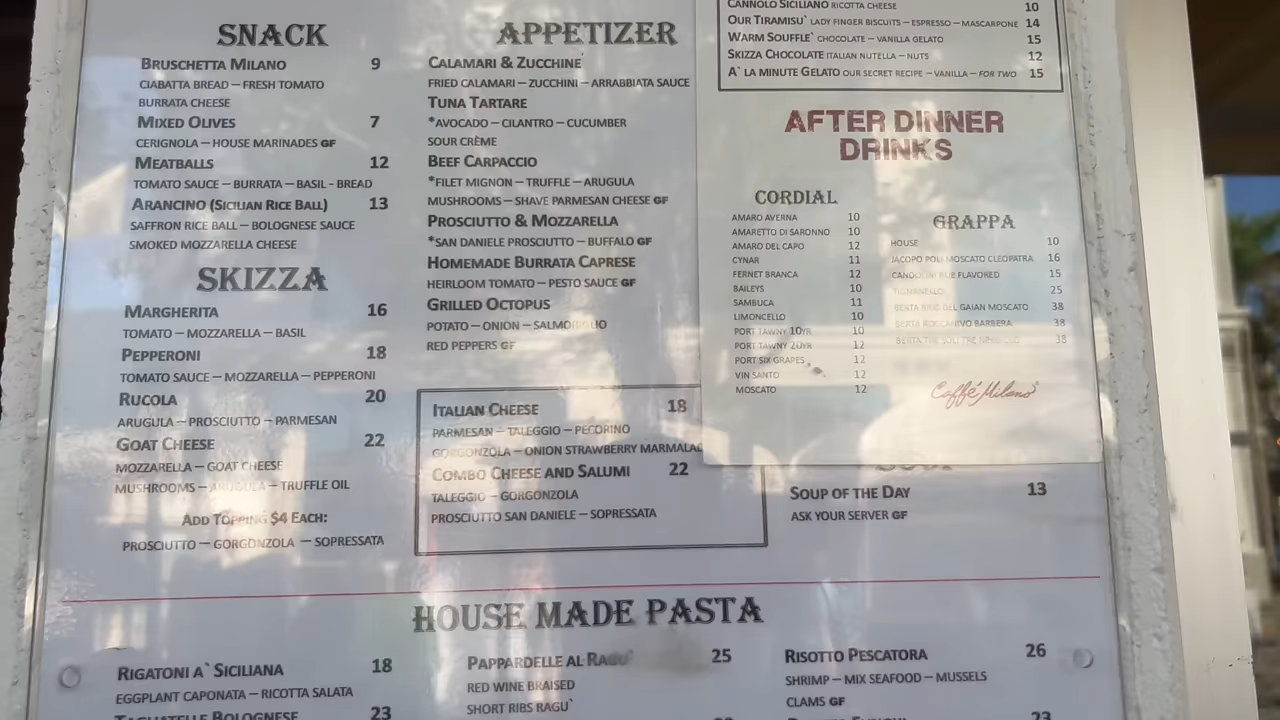 SNACK
BRUSCHETTA MILANO 9
CIABATTA BREAD – FRESH TOMATO
BURRATA CHEESE
MIXED OLIVES 7
CERIGNOLA – HOUSE MARINADES GF
MEATBALLS 12
TOMATO SAUCE – BURRATA – BASIL - BREAD
ARANCINO (SICILIAN RICE BALL) 13
SAFFRON RICE BALL – BOLOGNESE SAUCE
SMOKED MOZZARELLA CHEESE
SKIZZA
MARGHERITA 16
TOMATO – MOZZARELLA – BASIL
PEPPERONI 18
TOMATO SAUCE – MOZZARELLA – PEPPERONI
RUCOLA 20
ARUGULA – PROSCIUTTO – PARMESAN
GOAT CHEESE 22
MOZZARELLA – GOAT CHEESE
MUSHROOMS – ARUGULA – TRUFFLE OIL
ADD TOPPING $4 EACH:
PROSCIUTTO – GORGONZOLA – SOPRESSATA
APPETIZER
CALAMARI & ZUCCHINE
FRIED CALAMARI – ZUCCHINI – ARRABBIATA SAUCE
TUNA TARTARE
*AVOCADO – CILANTRO – CUCUMBER
SOUR CRÈME
BEEF CARPACCIO
*FILET MIGNON – TRUFFLE – ARUGULA
MUSHROOMS – SHAVE PARMESAN CHEESE GF
PROSCIUTTO & MOZZARELLA
*SAN DANIELE PROSCIUTTO – BUFFALO GF
HOMEMADE BURRATA CAPRESE
HEIRLOOM TOMATO – PESTO SAUCE GF
GRILLED OCTOPUS
POTATO – ONION – SALMORIGLIO
RED PEPPERS GF
ITALIAN CHEESE 18
PARMESAN – TALEGGIO – PECORINO
GORGONZOLA – ONION STRAWBERRY MARMALAD
COMBO CHEESE AND SALUMI 22
TALEGGIO – GORGONZOLA
PROSCIUTTO SAN DANIELE – SOPRESSATA
CANNOLO SICILIANO RICOTTA CHEESE 10
OUR TIRAMISU` LADY FINGER BISCUITS – ESPRESSO – MASCARPONE 14
WARM SOUFFLE` CHOCOLATE – VANILLA GELATO 15
SKIZZA CHOCOLATE ITALIAN NUTELLA – NUTS 12
A` LA MINUTE GELATO OUR SECRET RECIPE – VANILLA – FOR TWO 15
AFTER DINNER
DRINKS
CORDIAL
AMARO AVERNA 10
AMARETTO DI SARONNO 10
AMARO DEL CAPO 12
CYNAR 11
FERNET BRANCA 12
BAILEYS 10
SAMBUCA 11
LIMONCELLO 10
PORT TAWNY 10YR 10
PORT TAWNY 20YR 12
PORT SIX GRAPES 12
VIN SANTO 12
MOSCATO 12
GRAPPA
HOUSE 10
JACOPO POLI MOSCATO CLEOPATRA 16
FLAVORED 15
TIGNANELLO 25
BERTA DEL GAIAN MOSCATO 38
BERTA BARBERA 38
BERTA TRE SOLI TRE 38
Caffé Milano
SOUP OF THE DAY 13
ASK YOUR SERVER GF
HOUSE MADE PASTA
RIGATONI A` SICILIANA 18
EGGPLANT CAPONATA – RICOTTA SALATA
TAGLIATELLE BOLOGNESE 23
PAPPARDELLE AL RAGU` 25
RED WINE BRAISED
SHORT RIBS RAGU`
RISOTTO PESCATORA 26
SHRIMP – MIX SEAFOOD – MUSSELS
CLAMS GF
23